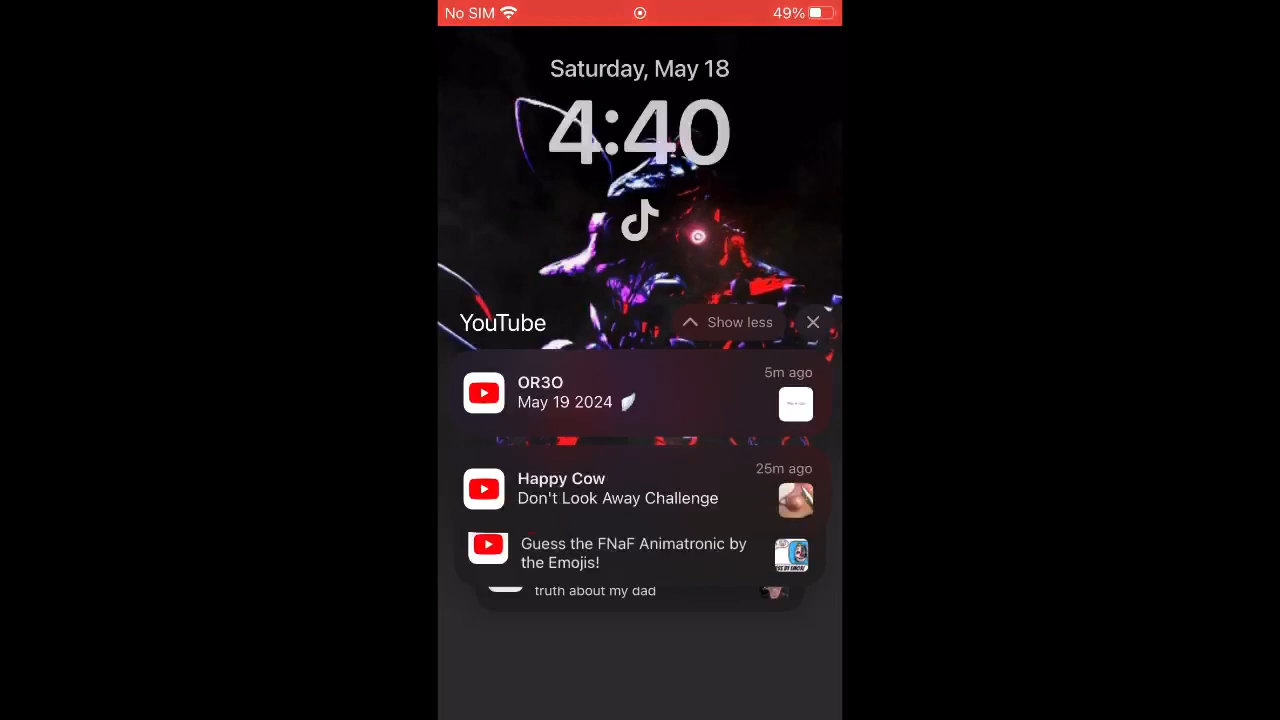 No SIM
49%
Saturday, May 18
4:40
YouTube
Show less
OR3O
5m ago
May 19 2024
Happy Cow
25m ago
Don't Look Away Challenge
Guess the FNaF Animatronic by
the Emojis!
truth about my dad